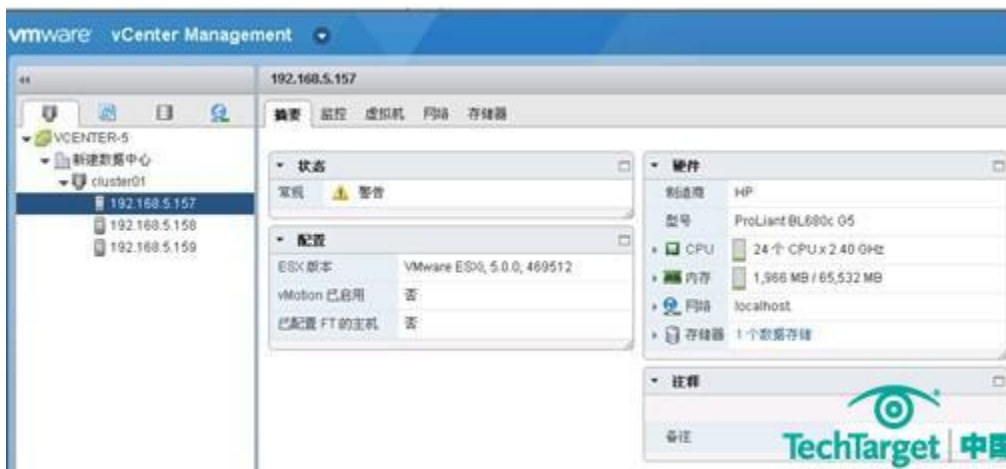 vmware vCenter Management
192.168.5.157
摘要 监控 虚拟机 网络 存储器
VCENTER-5
新建数据中心
cluster01
192.168.5.157
192.168.5.158
192.168.5.159
状态
常规 警告
配置
ESX 版本 VMware ESXi, 5.0.0, 469512
vMotion 已启用 否
已配置 FT 的主机 否
硬件
制造商 HP
型号 ProLiant BL680c G5
CPU 24 个 CPU x 2.40 GHz
内存 1,966 MB / 65,532 MB
网络 localhost.
存储器 1 个数据存储
注释
备注
TechTarget 中国